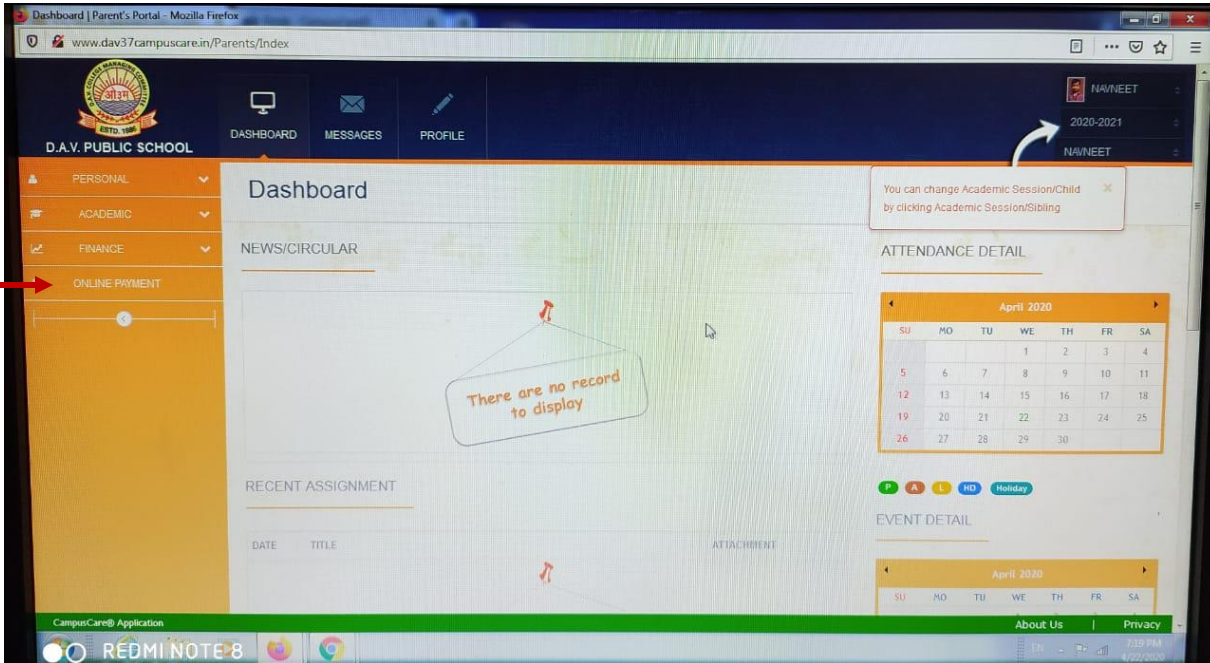 Dashboard | Parent's Portal - Mozilla Firefox
www.dav37campuscare.in/Parents/Index
ओ३म
ESTD. 1886
D.A.V. PUBLIC SCHOOL
DASHBOARD MESSAGES PROFILE
NAVNEET
2020-2021
NAVNEET
PERSONAL
ACADEMIC
FINANCE
ONLINE PAYMENT
Dashboard
You can change Academic Session/Child
by clicking Academic Session/Sibling
NEWS/CIRCULAR
There are no record
to display
RECENT ASSIGNMENT
DATE TITLE ATTACHMENT
ATTENDANCE DETAIL
April 2020
SU MO TU WE TH FR SA
1 2 3 4
5 6 7 8 9 10 11
12 13 14 15 16 17 18
19 20 21 22 23 24 25
26 27 28 29 30
P A L HD Holiday
EVENT DETAIL
April 2020
SU MO TU WE TH FR SA
CampusCare® Application
About Us | Privacy
EN
7:19 PM
4/22/2020
REDMI NOTE 8